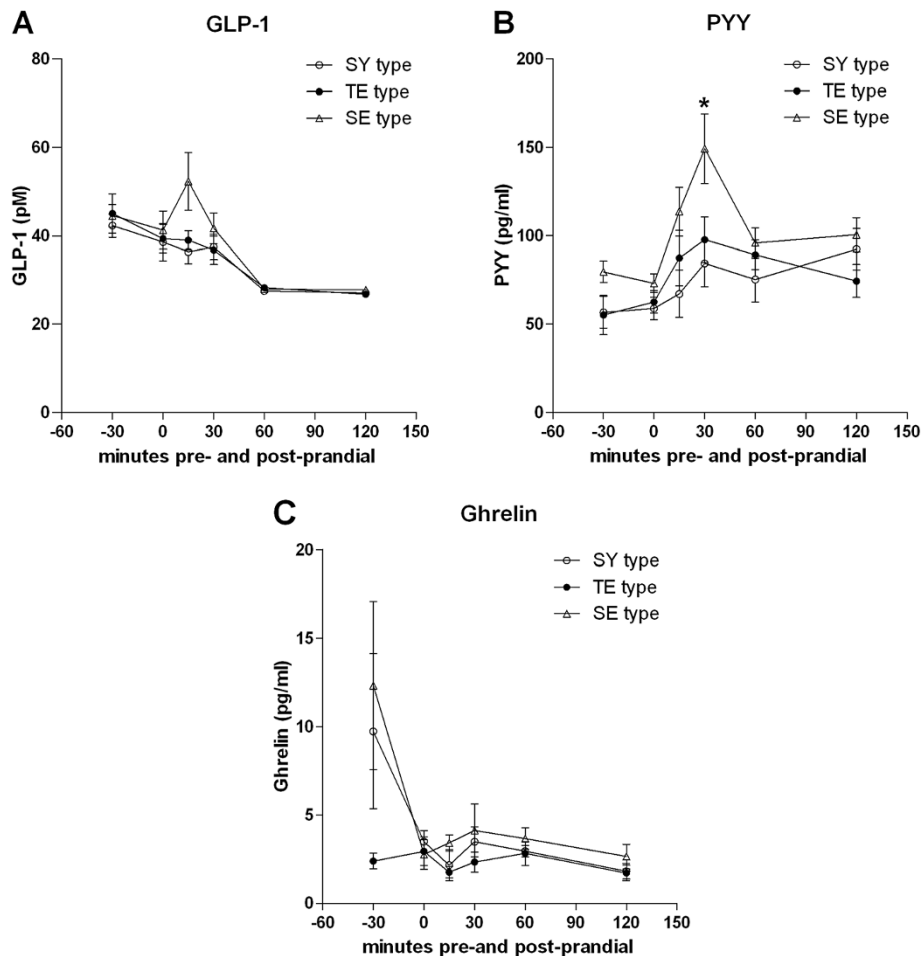 A
GLP-1
SY type
TE type
SE type
80
60
40
20
0
GLP-1 (pM)
-60 -30 0 30 60 90 120 150
minutes pre- and post-prandial
B
PYY
SY type
TE type
SE type
*
200
150
100
50
0
PYY (pg/ml)
-60 -30 0 30 60 90 120 150
minutes pre- and post-prandial
C
Ghrelin
SY type
TE type
SE type
20
15
10
5
0
Ghrelin (pg/ml)
-60 -30 0 30 60 90 120 150
minutes pre-and post-prandial